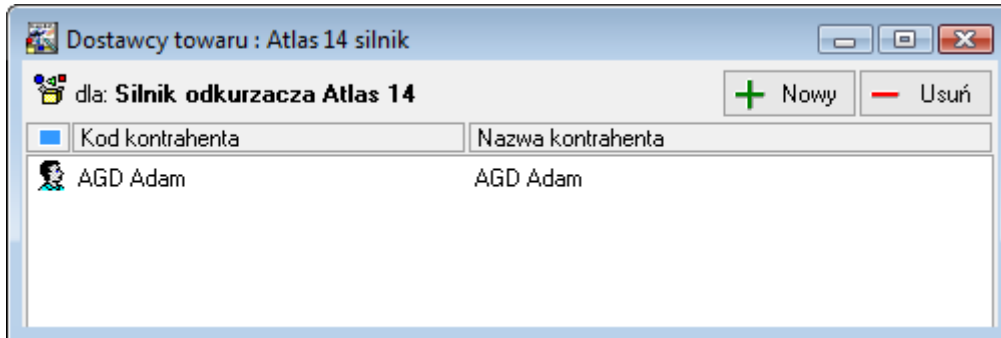 Dostawcy towaru : Atlas 14 silnik
dla: Silnik odkurzacza Atlas 14 Nowy Usuń
Kod kontrahenta Nazwa kontrahenta
AGD Adam AGD Adam